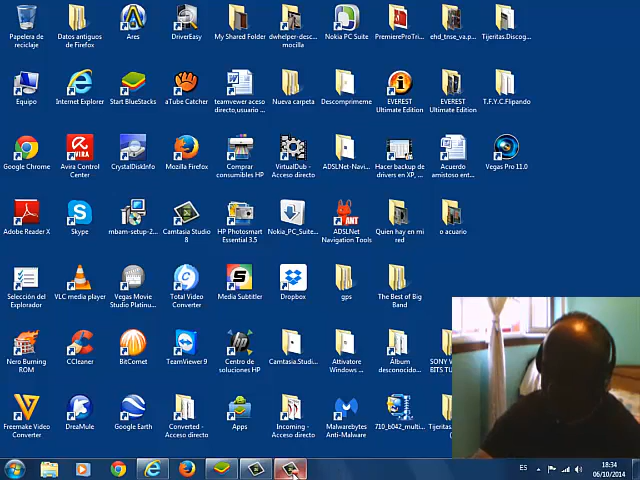 Papelera de
reciclaje
Datos antiguos
de Firefox
Ares
DriverEasy
My Shared Folder
dwhelper-desc...
mozilla
Nokia PC Suite
PremiereProTri...
ehd_tnse_va.p...
Tijeritas.Discog...
Equipo
Internet Explorer
Start BlueStacks
aTube Catcher
teamvewer aceso
directo,usuario ...
Nueva carpeta
Descomprimeme
EVEREST
Ultimate Edition
EVEREST
Ultimate Edition
T.F.Y.C.Flipando
Google Chrome
Avira Control
Center
CrystalDiskInfo
Mozilla Firefox
Comprar
consumibles HP
VirtualDub -
Acceso directo
ADSLNet-Navi...
Hacer backup de
drivers en XP, ...
Acuerdo
amistoso ent...
Vegas Pro 11.0
Adobe Reader X
Skype
mbam-setup-2...
Camtasia Studio
8
HP Photosmart
Essential 3.5
Nokia_PC_Suite...
ADSLNet
Navigation Tools
Quien hay en mi
red
o acuario
Selección del
Explorador
VLC media player
Vegas Movie
Studio Platinu...
Total Video
Converter
Media Subtitler
Dropbox
gps
The Best of Big
Band
Nero Burning
ROM
CCleaner
BitComet
TeamViewer 9
Centro de
soluciones HP
Camtasia.Studi...
Attivatore
Windows ...
Álbum
desconocido...
SONY
BITS TU
Freemake Video
Converter
DreaMule
Google Earth
Converted -
Acceso directo
Apps
Incoming -
Acceso directo
Malwarebytes
Anti-Malware
710_b042_multi...
Tijeritas
ES
18:34
06/10/2014